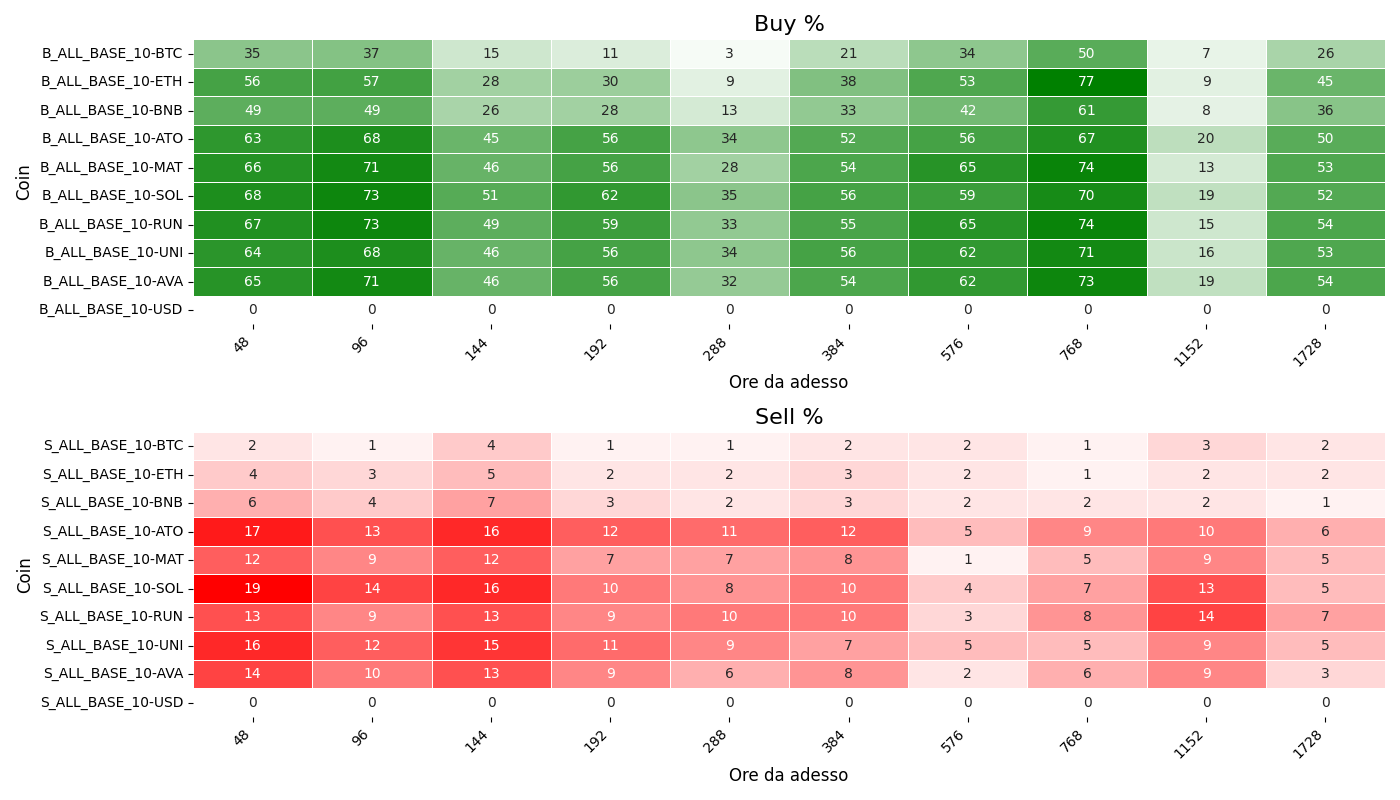 Buy %
Coin
B_ALL_BASE_10-BTC 35 37 15 11 3 21 34 50 7 26
B_ALL_BASE_10-ETH 56 57 28 30 9 38 53 77 9 45
B_ALL_BASE_10-BNB 49 49 26 28 13 33 42 61 8 36
B_ALL_BASE_10-ATO 63 68 45 56 34 52 56 67 20 50
B_ALL_BASE_10-MAT 66 71 46 56 28 54 65 74 13 53
B_ALL_BASE_10-SOL 68 73 51 62 35 56 59 70 19 52
B_ALL_BASE_10-RUN 67 73 49 59 33 55 65 74 15 54
B_ALL_BASE_10-UNI 64 68 46 56 34 56 62 71 16 53
B_ALL_BASE_10-AVA 65 71 46 56 32 54 62 73 19 54
B_ALL_BASE_10-USD 0 0 0 0 0 0 0 0 0 0
48 96 144 192 288 384 576 768 1152 1728
Ore da adesso
Sell %
Coin
S_ALL_BASE_10-BTC 2 1 4 1 1 2 2 1 3 2
S_ALL_BASE_10-ETH 4 3 5 2 2 3 2 1 2 2
S_ALL_BASE_10-BNB 6 4 7 3 2 3 2 2 2 1
S_ALL_BASE_10-ATO 17 13 16 12 11 12 5 9 10 6
S_ALL_BASE_10-MAT 12 9 12 7 7 8 1 5 9 5
S_ALL_BASE_10-SOL 19 14 16 10 8 10 4 7 13 5
S_ALL_BASE_10-RUN 13 9 13 9 10 10 3 8 14 7
S_ALL_BASE_10-UNI 16 12 15 11 9 7 5 5 9 5
S_ALL_BASE_10-AVA 14 10 13 9 6 8 2 6 9 3
S_ALL_BASE_10-USD 0 0 0 0 0 0 0 0 0 0
48 96 144 192 288 384 576 768 1152 1728
Ore da adesso